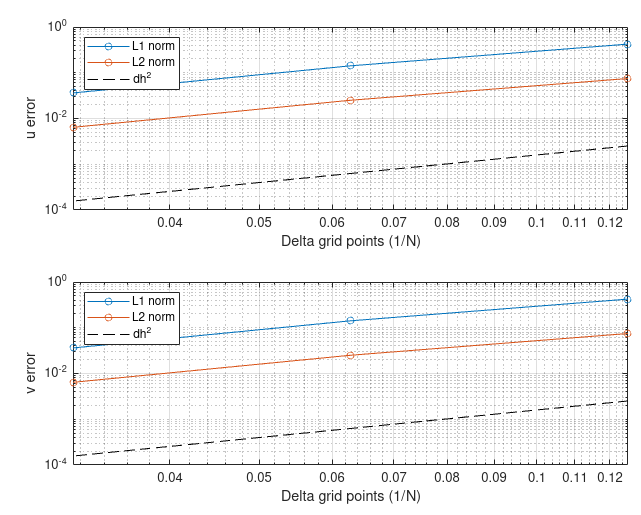 10^0
L1 norm
L2 norm
dh^2
u error
10^-2
10^-4
0.04 0.05 0.06 0.07 0.08 0.09 0.1 0.11 0.12
Delta grid points (1/N)
10^0
L1 norm
L2 norm
dh^2
v error
10^-2
10^-4
0.04 0.05 0.06 0.07 0.08 0.09 0.1 0.11 0.12
Delta grid points (1/N)